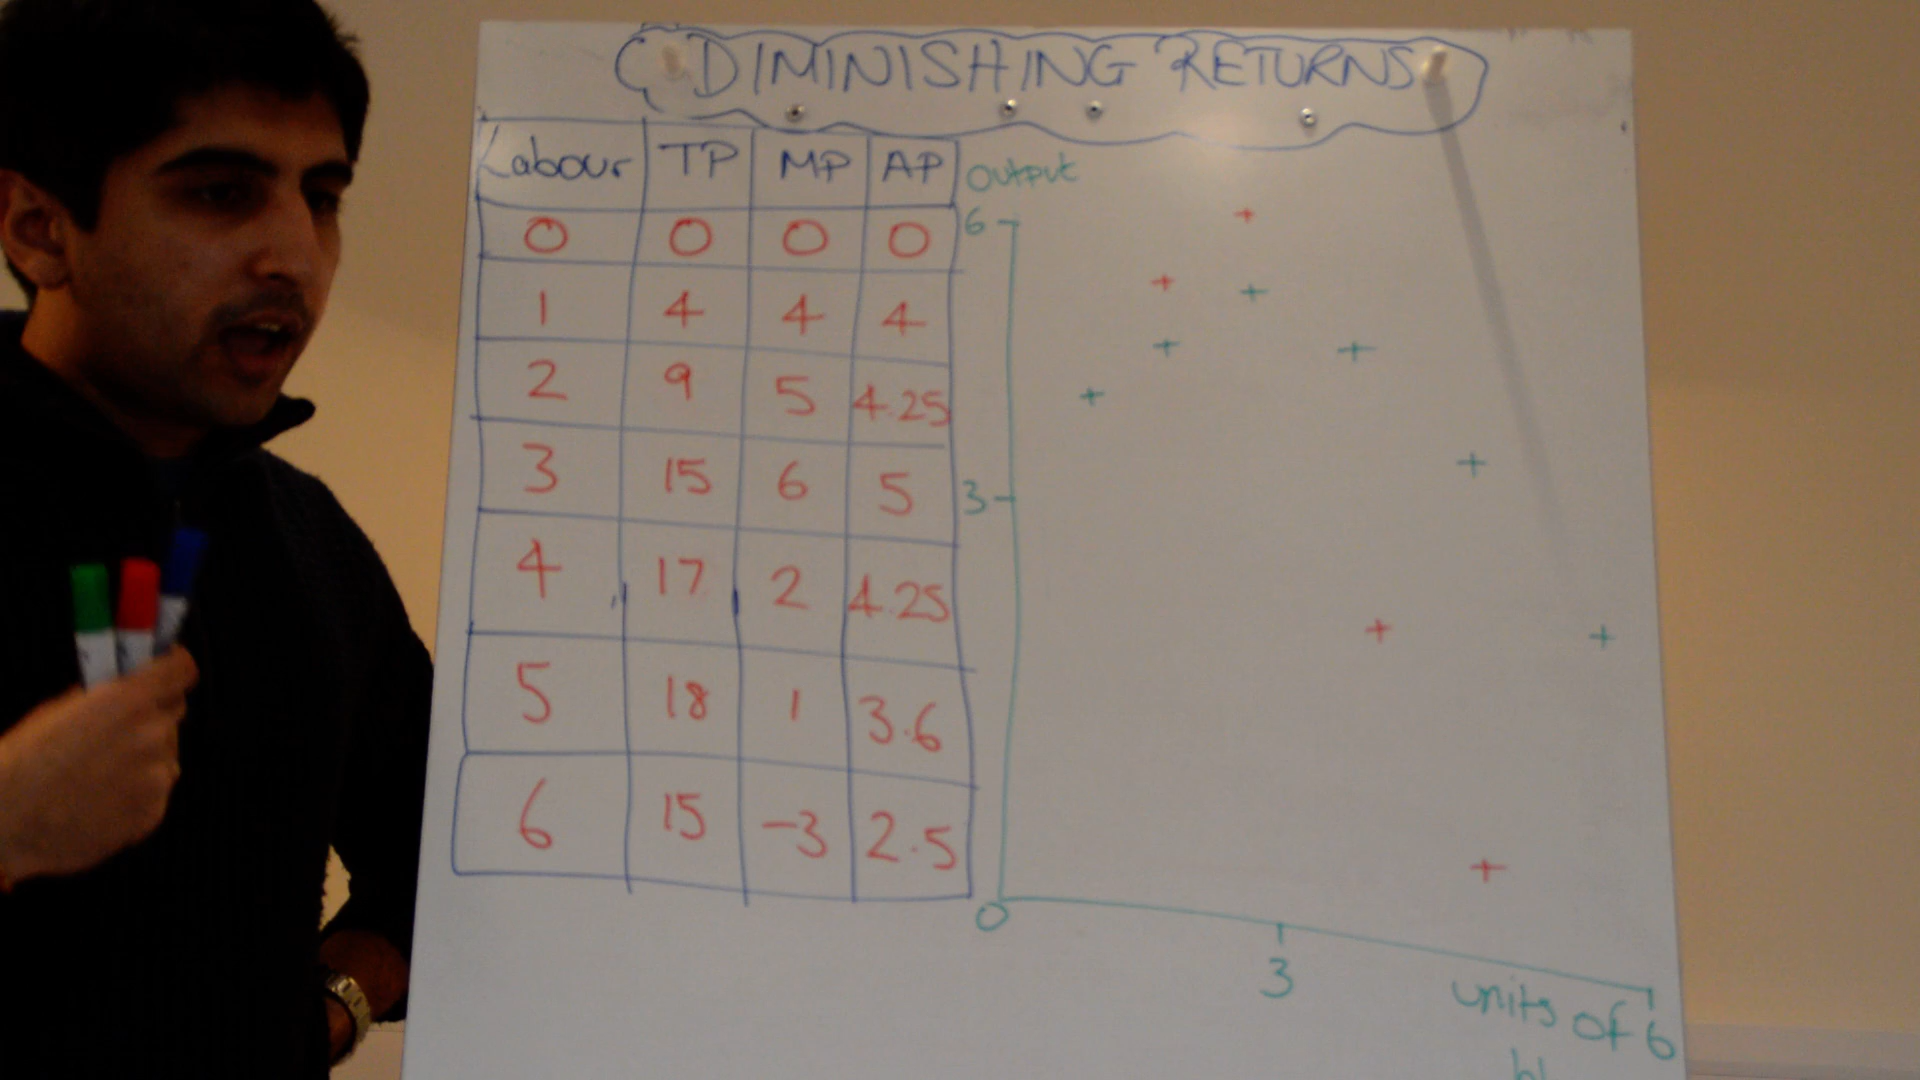 DIMINISHING RETURNS
Labour TP MP AP
0 0 0 0
1 4 4 4
2 9 5 4.25
3 15 6 5
4 17 2 4.25
5 18 1 3.6
6 15 -3 2.5
output
6
3
0
3
6
units of